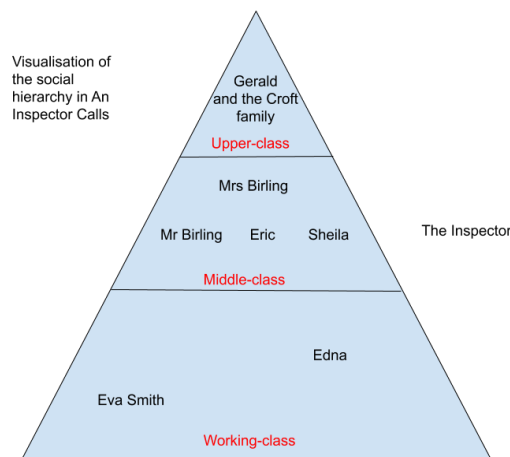 Visualisation of
the social
hierarchy in An
Inspector Calls
Gerald
and the Croft
family
Upper-class
Mrs Birling
Mr Birling Eric Sheila
Middle-class
The Inspector
Edna
Eva Smith
Working-class